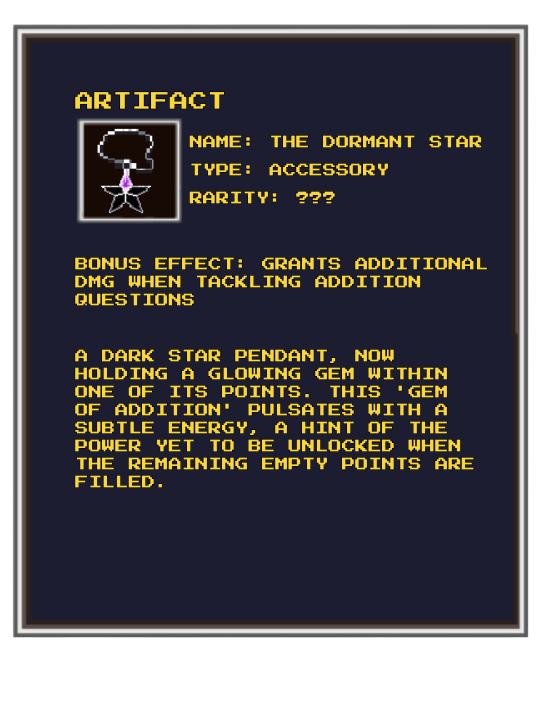 ARTIFACT
NAME: THE DORMANT STAR
TYPE: ACCESSORY
RARITY: ???
BONUS EFFECT: GRANTS ADDITIONAL
DMG WHEN TACKLING ADDITION
QUESTIONS
A DARK STAR PENDANT, NOW
HOLDING A GLOWING GEM WITHIN
ONE OF ITS POINTS. THIS 'GEM
OF ADDITION' PULSATES WITH A
SUBTLE ENERGY, A HINT OF THE
POWER YET TO BE UNLOCKED WHEN
THE REMAINING EMPTY POINTS ARE
FILLED.